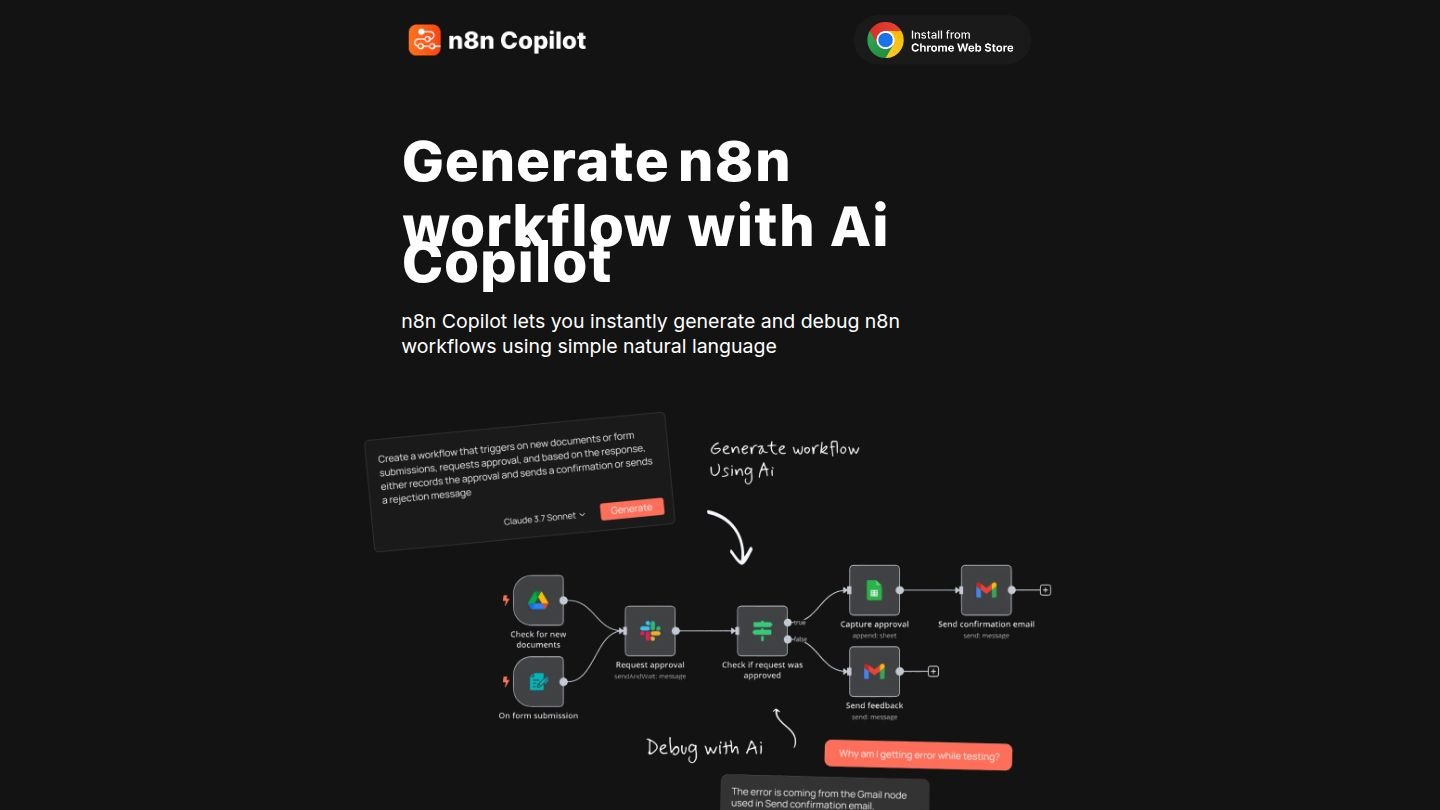 n8n Copilot
Install from
Chrome Web Store
Generate n8n
workflow with Ai
Copilot
n8n Copilot lets you instantly generate and debug n8n
workflows using simple natural language
Create a workflow that triggers on new documents or form
submissions, requests approval, and based on the response,
either records the approval and sends a confirmation or sends
a rejection message
Claude 3.7 Sonnet
Generate
Generate workflow
Using Ai
Check for new
documents
On form submission
Request approval
sendAndWait: message
Check if request was
approved
true
false
Capture approval
append: sheet
Send confirmation email
send: message
Send feedback
send: message
Debug with Ai
Why am I getting error while testing?
The error is coming from the Gmail node
used in Send confirmation email.